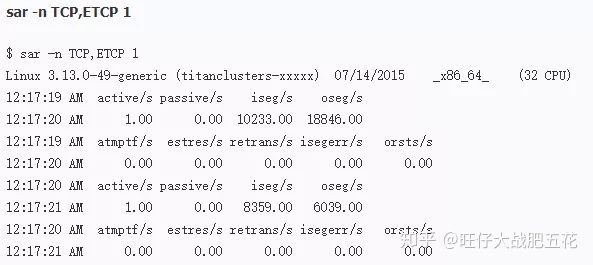 sar -n TCP,ETCP 1
$ sar -n TCP,ETCP 1
Linux 3.13.0-49-generic (titanclusters-xxxxx)  07/14/2015    _x86_64_    (32 CPU)
12:17:19 AM  active/s passive/s    iseg/s    oseg/s
12:17:20 AM      1.00      0.00  10233.00  18846.00
12:17:19 AM  atmptf/s  estres/s retrans/s isegerr/s   orsts/s
12:17:20 AM      0.00      0.00      0.00      0.00      0.00
12:17:20 AM  active/s passive/s    iseg/s    oseg/s
12:17:21 AM      1.00      0.00   8359.00   6039.00
12:17:20 AM  atmptf/s  estres/s retrans/s isegerr/s   orsts/s
12:17:21 AM      0.00      0.00      0.00      0.00      0.00
知乎 @旺仔大战肥五花